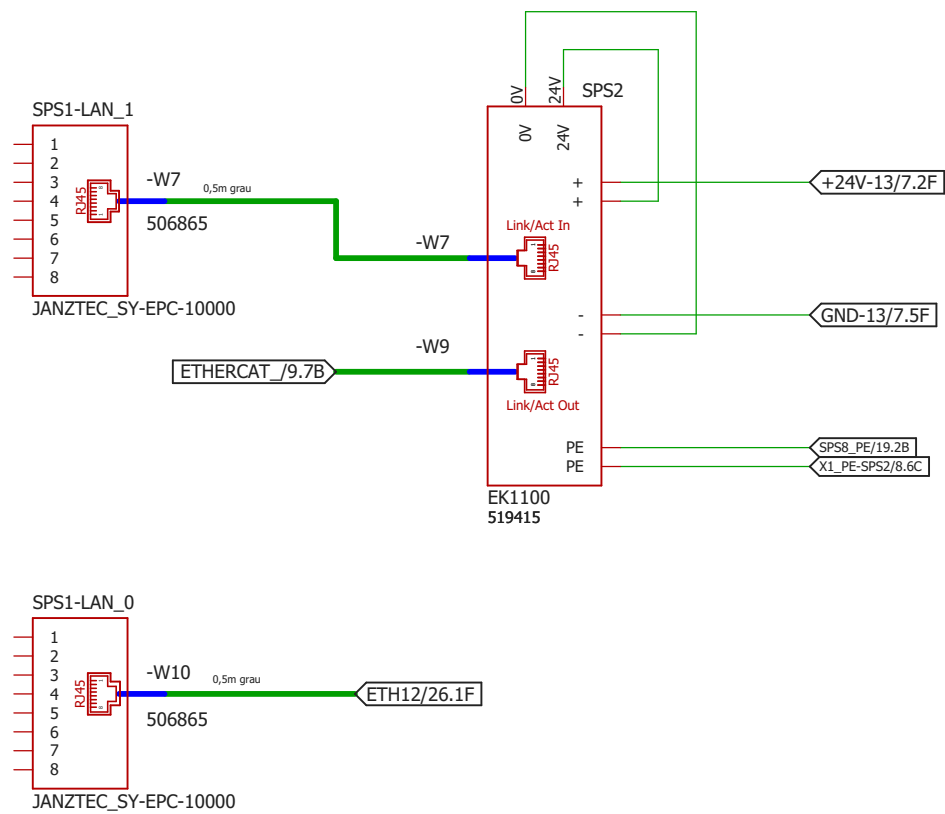 SPS1-LAN_1
1
2
3
4
5
6
7
8
RJ45
JANZTEC_SY-EPC-10000
-W7
0,5m grau
506865
-W7
0V
24V
SPS2
0V
24V
+
+
+24V-13/7.2F
Link/Act In
RJ45
-
-
GND-13/7.5F
-W9
ETHERCAT_/9.7B
RJ45
Link/Act Out
PE
PE
SPS8_PE/19.2B
X1_PE-SPS2/8.6C
EK1100
519415
SPS1-LAN_0
1
2
3
4
5
6
7
8
RJ45
-W10
0,5m grau
506865
ETH12/26.1F
JANZTEC_SY-EPC-10000